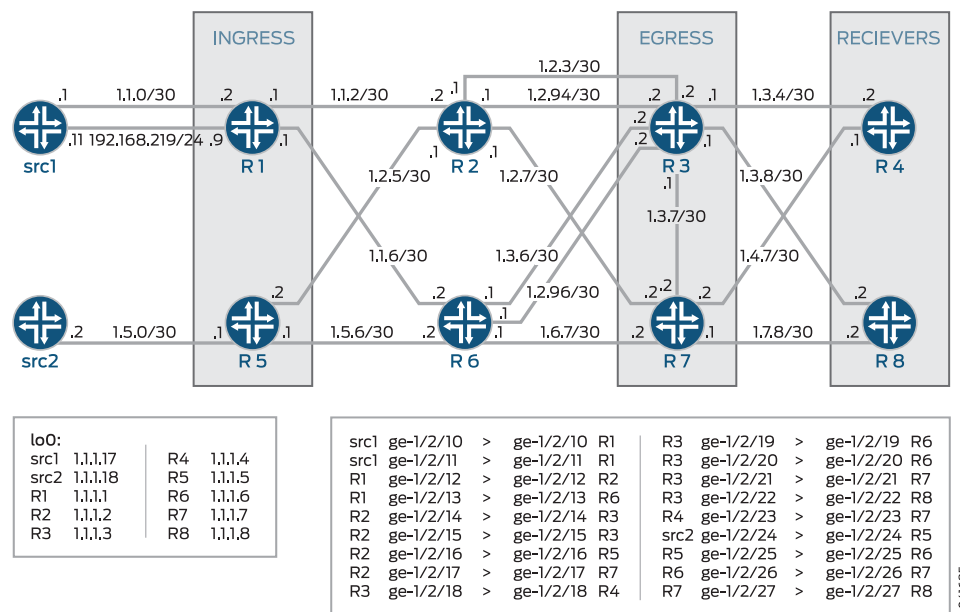 INGRESS EGRESS RECIEVERS
1.2.3/30
.1 1.1.0/30 .2 .1 1.1.2/30 .2 .1 .1 1.2.94/30 .2 .2 .1 1.3.4/30 .2
.11 192.168.219/24 .9 .1 .1 .1 .2 .2 .1 .1
src1 R 1 R 2 R 3 R 4
1.2.5/30 1.2.7/30 .1 1.3.8/30
1.3.7/30
1.1.6/30 1.3.6/30 1.4.7/30
1.2.96/30
.2 .2 .1 .1 .2 .2 .2 .2
.2 1.5.0/30 .1 .1 1.5.6/30 .2 .1 1.6.7/30 .2 .1 1.7.8/30 .2
src2 R 5 R 6 R 7 R 8
lo0:
src1 1.1.1.17 R4 1.1.1.4
src2 1.1.1.18 R5 1.1.1.5
R1 1.1.1.1 R6 1.1.1.6
R2 1.1.1.2 R7 1.1.1.7
R3 1.1.1.3 R8 1.1.1.8
src1 ge-1/2/10 > ge-1/2/10 R1 R3 ge-1/2/19 > ge-1/2/19 R6
src1 ge-1/2/11 > ge-1/2/11 R1 R3 ge-1/2/20 > ge-1/2/20 R6
R1 ge-1/2/12 > ge-1/2/12 R2 R3 ge-1/2/21 > ge-1/2/21 R7
R1 ge-1/2/13 > ge-1/2/13 R6 R3 ge-1/2/22 > ge-1/2/22 R8
R2 ge-1/2/14 > ge-1/2/14 R3 R4 ge-1/2/23 > ge-1/2/23 R7
R2 ge-1/2/15 > ge-1/2/15 R3 src2 ge-1/2/24 > ge-1/2/24 R5
R2 ge-1/2/16 > ge-1/2/16 R5 R5 ge-1/2/25 > ge-1/2/25 R6
R2 ge-1/2/17 > ge-1/2/17 R7 R6 ge-1/2/26 > ge-1/2/26 R7
R3 ge-1/2/18 > ge-1/2/18 R4 R7 ge-1/2/27 > ge-1/2/27 R8